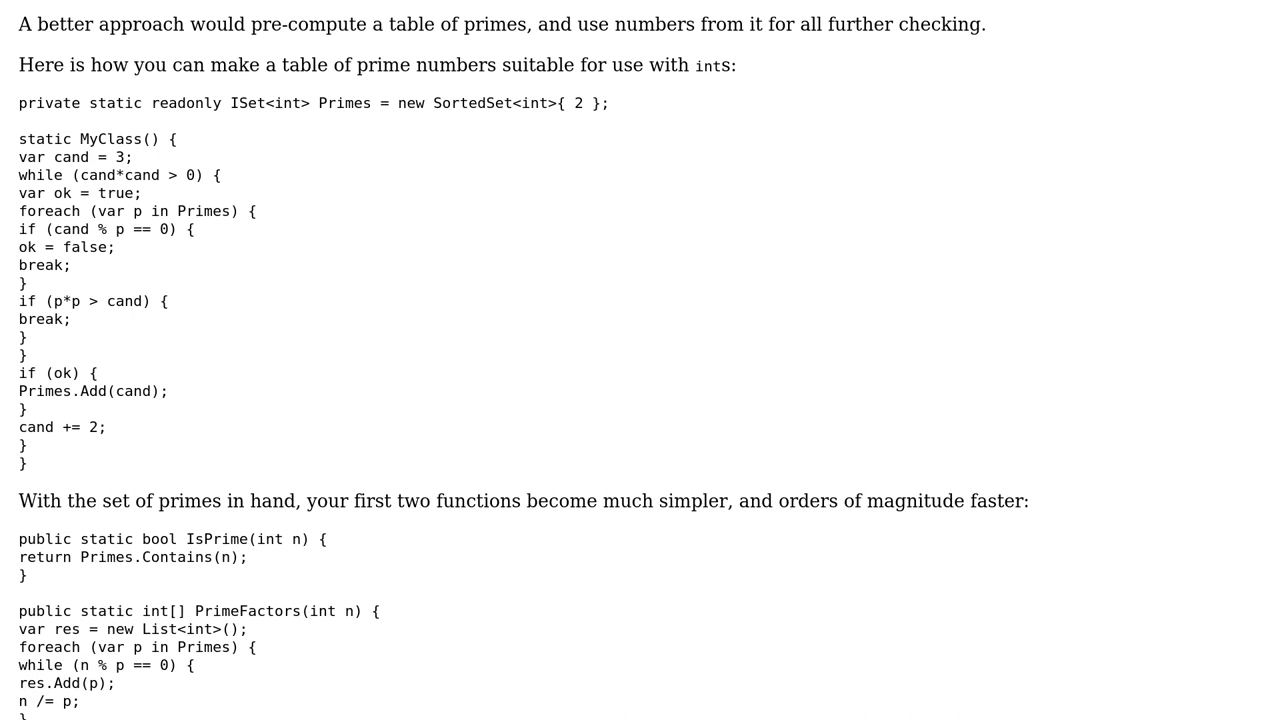 A better approach would pre-compute a table of primes, and use numbers from it for all further checking.
Here is how you can make a table of prime numbers suitable for use with ints:
private static readonly ISet<int> Primes = new SortedSet<int>{ 2 };
static MyClass() {
var cand = 3;
while (cand*cand > 0) {
var ok = true;
foreach (var p in Primes) {
if (cand % p == 0) {
ok = false;
break;
}
if (p*p > cand) {
break;
}
}
if (ok) {
Primes.Add(cand);
}
cand += 2;
}
}
With the set of primes in hand, your first two functions become much simpler, and orders of magnitude faster:
public static bool IsPrime(int n) {
return Primes.Contains(n);
}
public static int[] PrimeFactors(int n) {
var res = new List<int>();
foreach (var p in Primes) {
while (n % p == 0) {
res.Add(p);
n /= p;
}